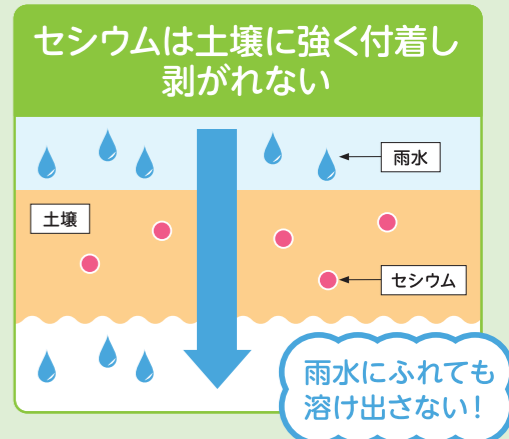 セシウムは土壌に強く付着し
剥がれない
雨水
土壌
セシウム
雨水にふれても
溶け出さない!